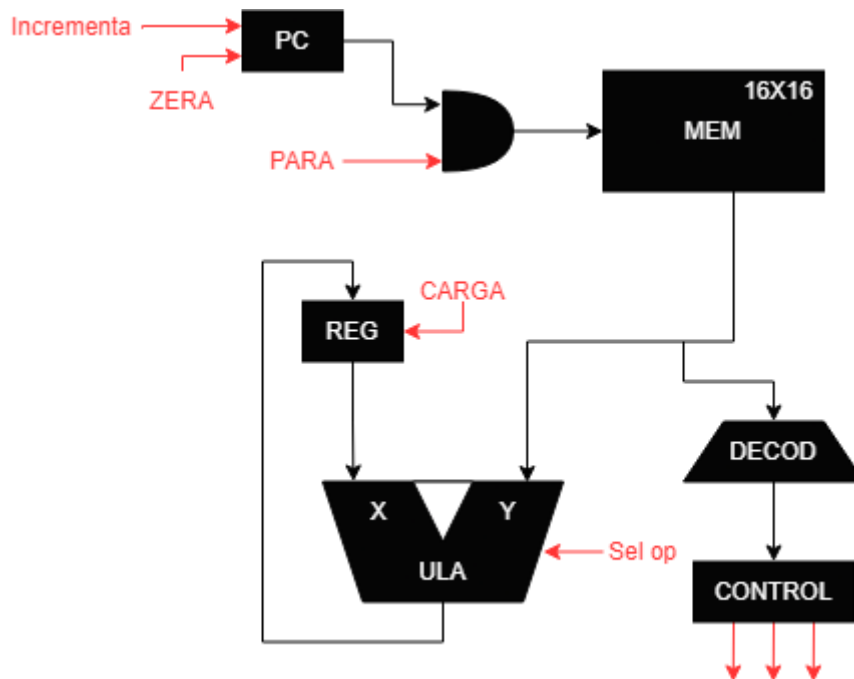 Incrementa
PC
ZERA
16X16
MEM
PARA
CARGA
REG
DECOD
X
Y
Sel op
ULA
CONTROL